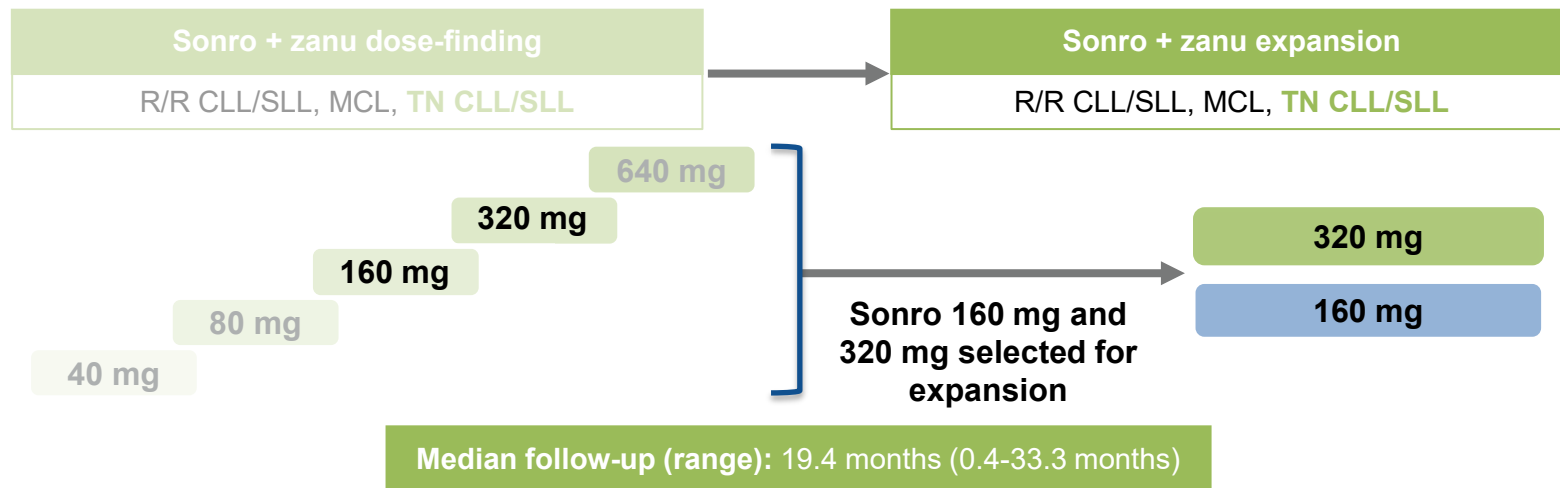 Sonro + zanu dose-finding
R/R CLL/SLL, MCL, TN CLL/SLL
Sonro + zanu expansion
R/R CLL/SLL, MCL, TN CLL/SLL
640 mg
320 mg
160 mg
80 mg
40 mg
Sonro 160 mg and
320 mg selected for
expansion
320 mg
160 mg
Median follow-up (range): 19.4 months (0.4-33.3 months)